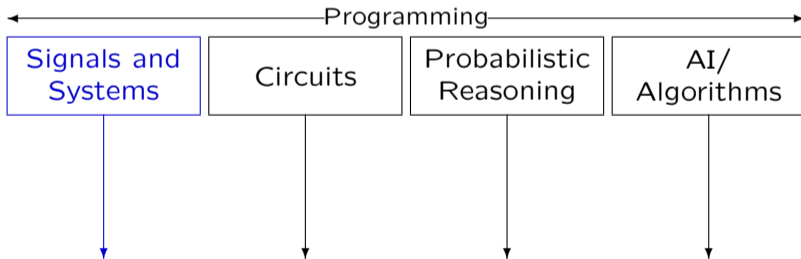 Programming
Signals and
Systems
Circuits
Probabilistic
Reasoning
AI/
Algorithms